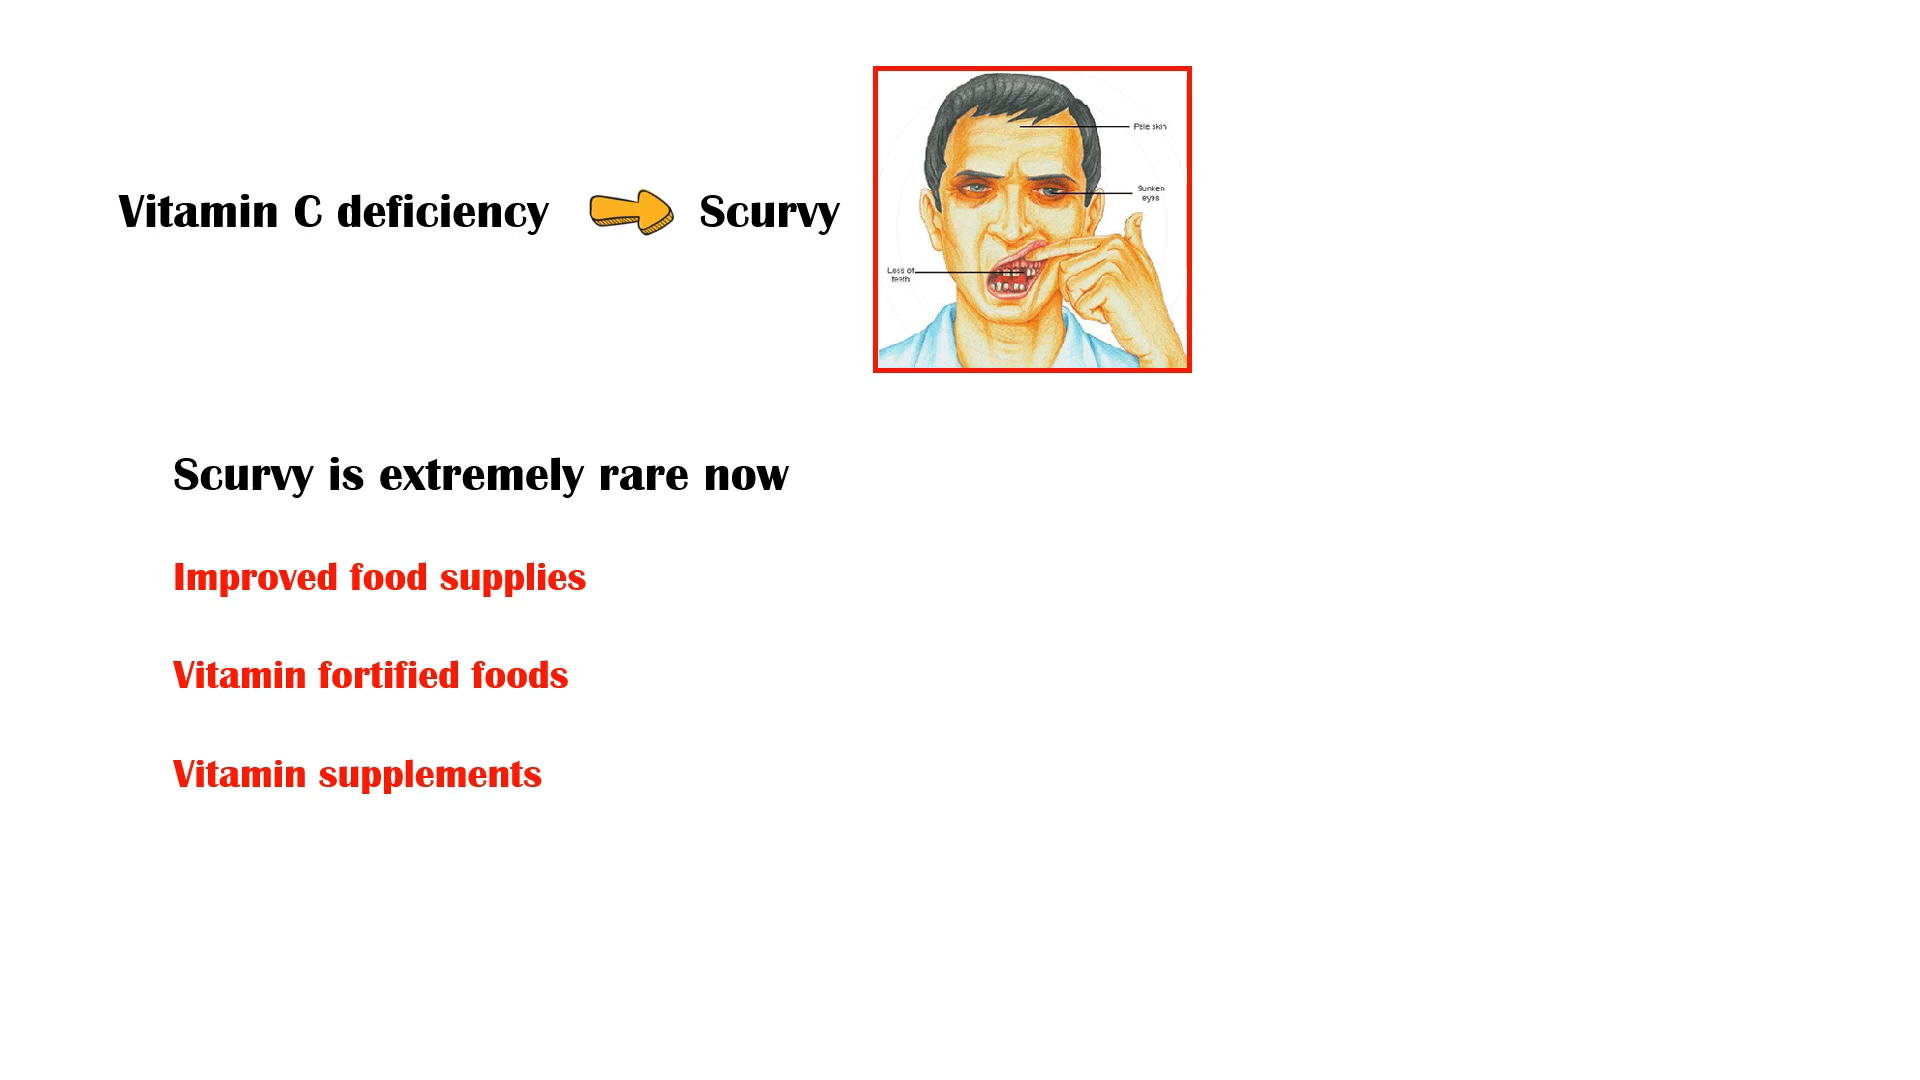 Vitamin C deficiency
Scurvy
Pale skin
Sunken
eyes
Loss of
teeth
Scurvy is extremely rare now
Improved food supplies
Vitamin fortified foods
Vitamin supplements